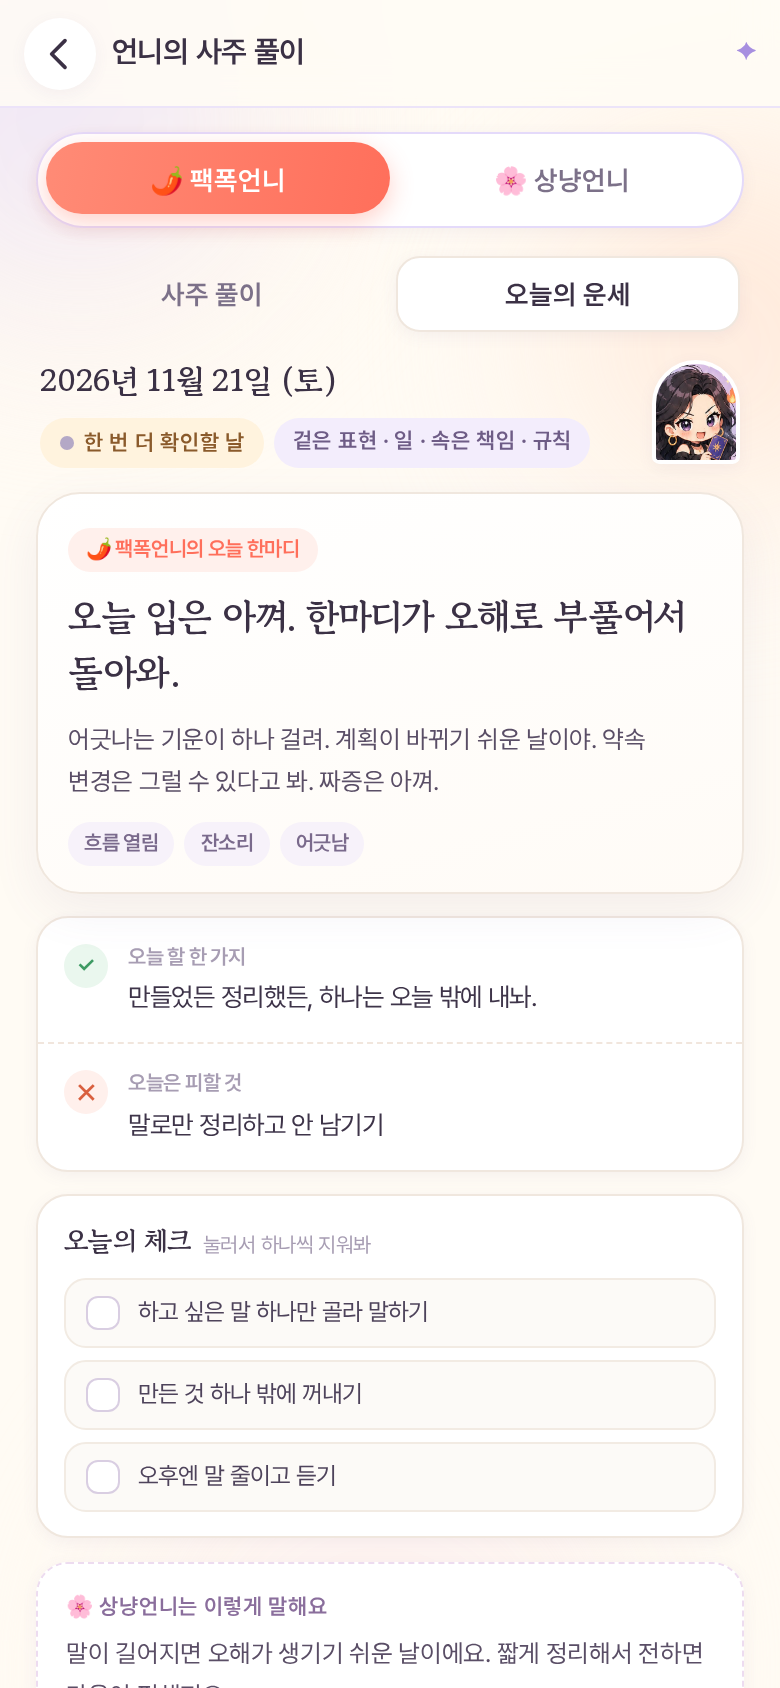 언니의 사주 풀이
팩폭언니
상냥언니
사주 풀이
오늘의 운세
2026년 11월 21일 (토)
한 번 더 확인할 날
겉은 표현 · 일 · 속은 책임 · 규칙
팩폭언니의 오늘 한마디
오늘 입은 아껴. 한마디가 오해로 부풀어서
돌아와.
어긋나는 기운이 하나 걸려. 계획이 바뀌기 쉬운 날이야. 약속
변경은 그럴 수 있다고 봐. 짜증은 아껴.
흐름 열림
잔소리
어긋남
오늘 할 한 가지
만들었든 정리했든, 하나는 오늘 밖에 내놔.
오늘은 피할 것
말로만 정리하고 안 남기기
오늘의 체크 눌러서 하나씩 지워봐
하고 싶은 말 하나만 골라 말하기
만든 것 하나 밖에 꺼내기
오후엔 말 줄이고 듣기
상냥언니는 이렇게 말해요
말이 길어지면 오해가 생기기 쉬운 날이에요. 짧게 정리해서 전하면